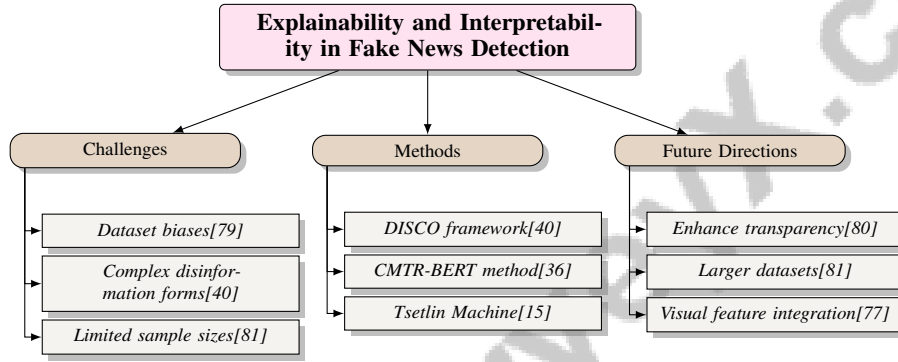 Explainability and Interpretabil-
ity in Fake News Detection
Challenges
Methods
Future Directions
Dataset biases[79]
Complex disinfor-
mation forms[40]
Limited sample sizes[81]
DISCO framework[40]
CMTR-BERT method[36]
Tsetlin Machine[15]
Enhance transparency[80]
Larger datasets[81]
Visual feature integration[77]